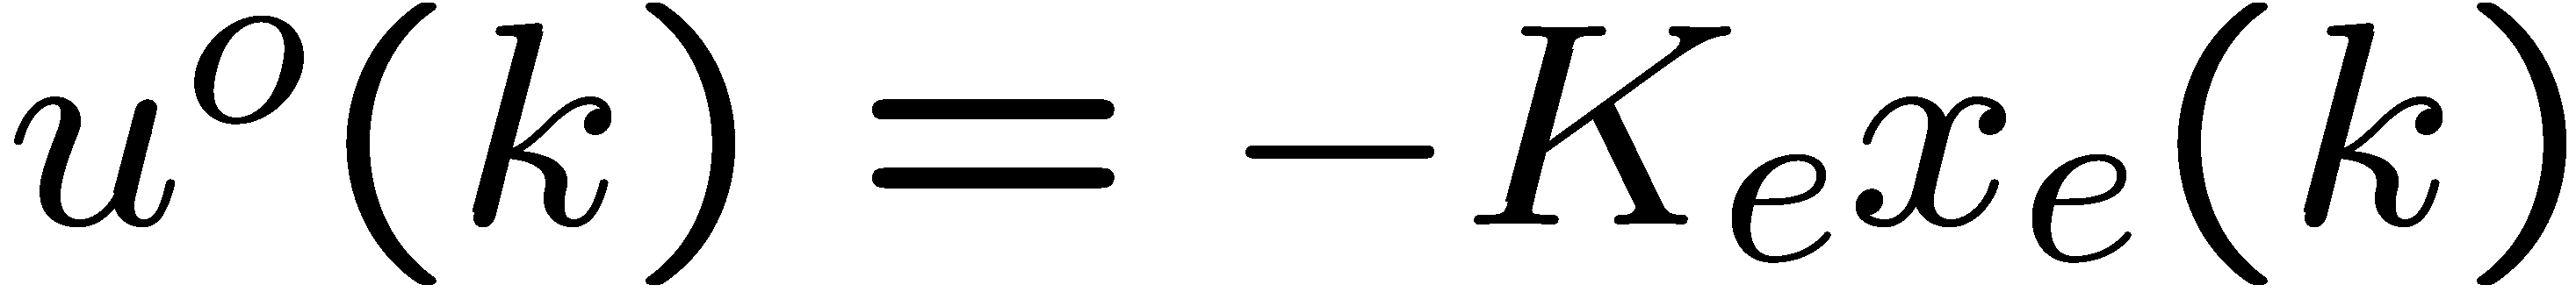 u^o(k) = −K_e x_e(k)